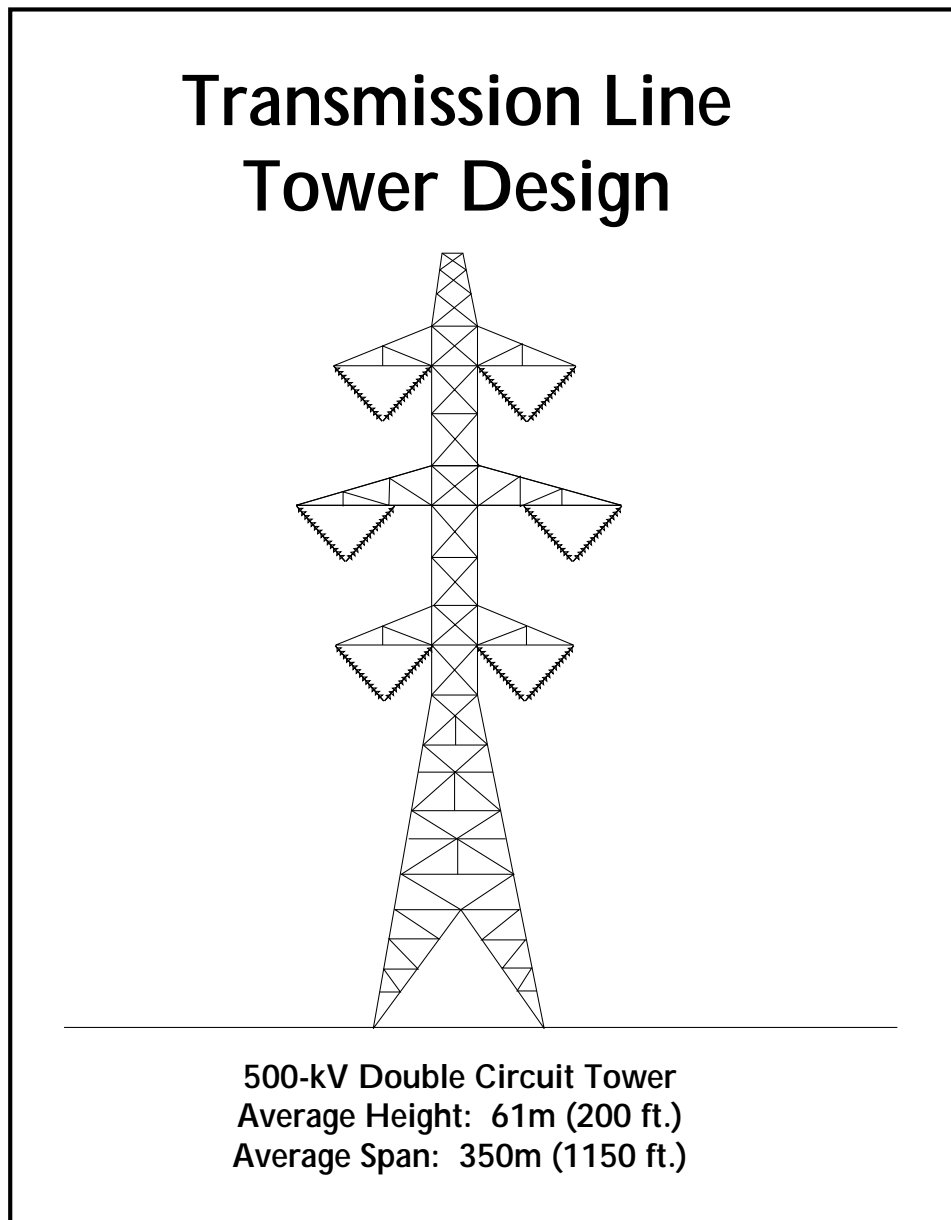 Transmission Line
Tower Design
500-kV Double Circuit Tower
Average Height: 61m (200 ft.)
Average Span: 350m (1150 ft.)